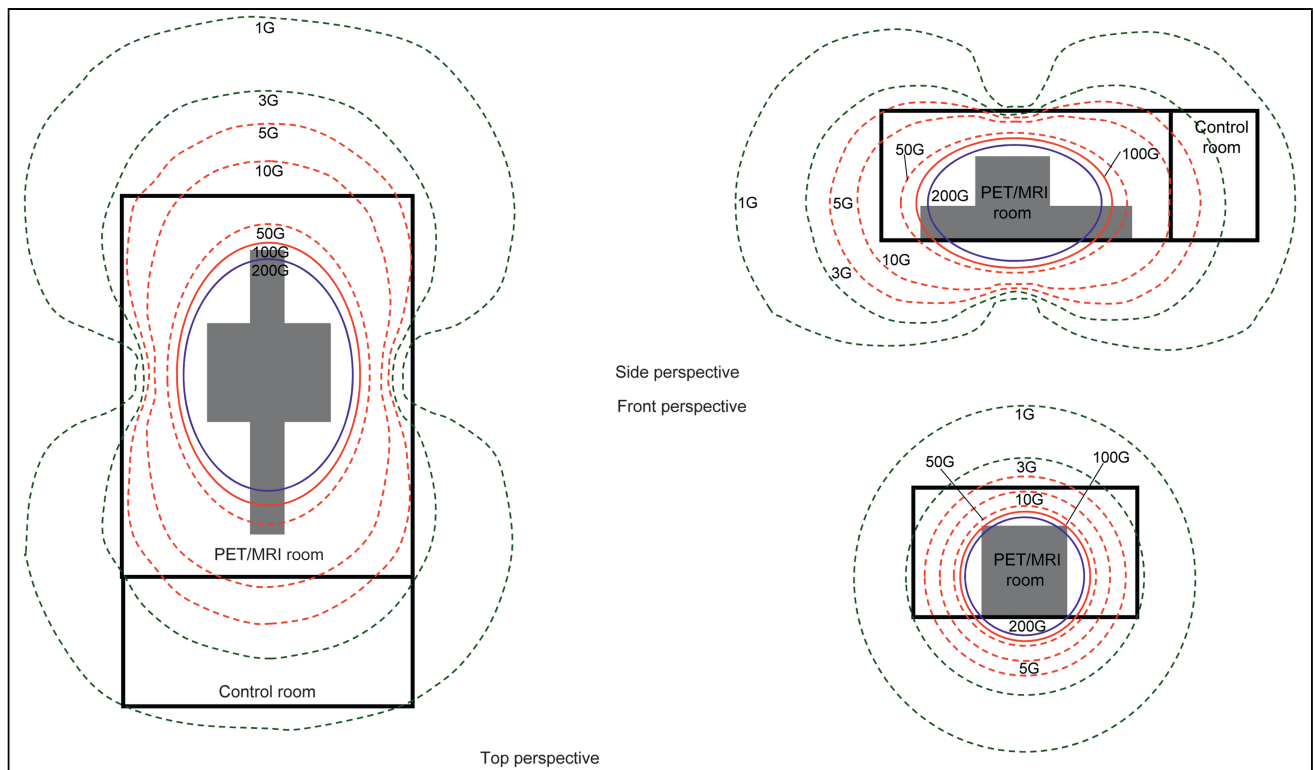 1G
3G
5G
10G
50G
100G
200G
PET/MRI room
Control room
Top perspective
1G
5G
3G
10G
50G
200G
PET/MRI
room
100G
Control
room
Side perspective
Front perspective
1G
50G
3G
100G
10G
PET/MRI
room
200G
5G